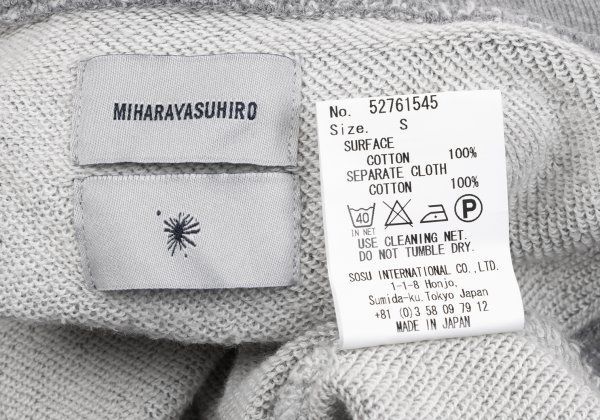 MIHARAYASUHIRO
No. 52761545
Size. S
SURFACE
COTTON 100%
SEPARATE CLOTH
COTTON 100%
40
P
IN NET
USE CLEANING NET.
DO NOT TUMBLE DRY.
SOSU INTERNATIONAL CO., LTD.
1-1-8 Honjo,
Sumida-ku.Tokyo Japan
+81 (0)3 58 09 79 12
MADE IN JAPAN